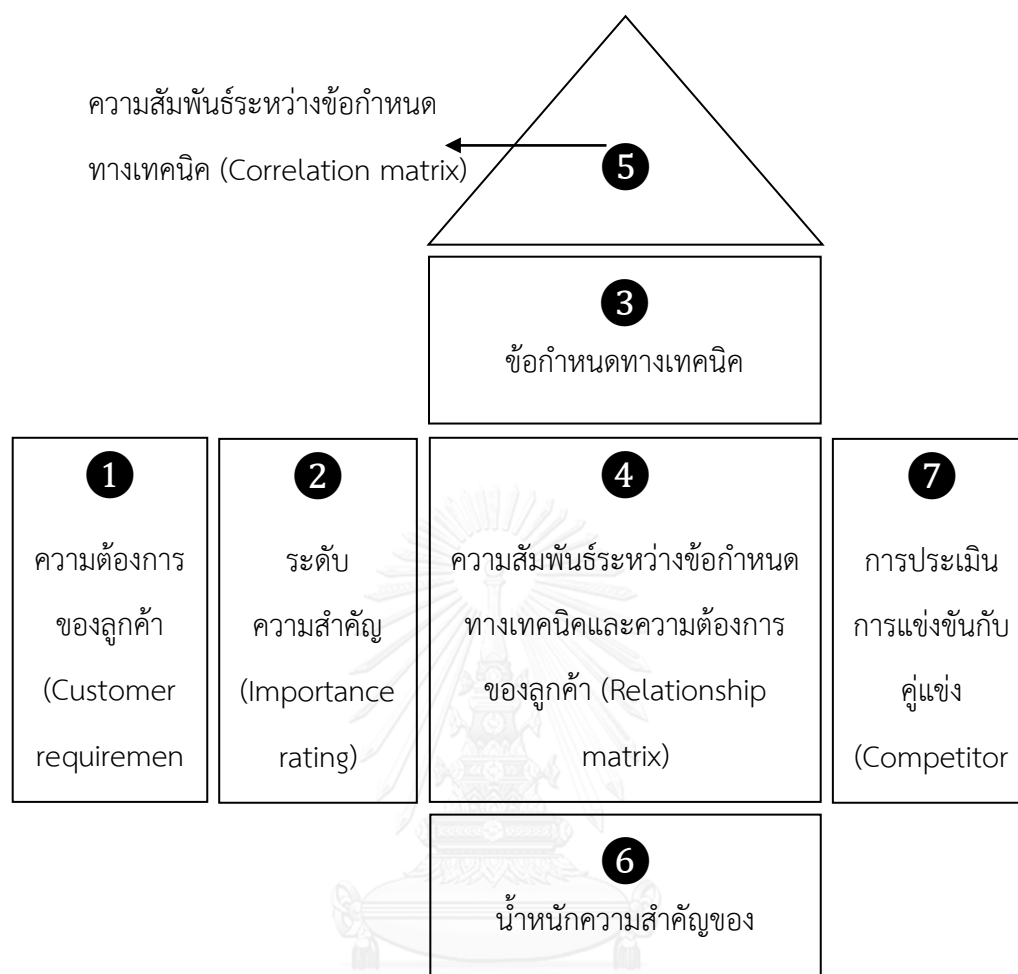 ความสัมพันธ์ระหว่างข้อกำหนด
ทางเทคนิค (Correlation matrix)
5
3
ข้อกำหนดทางเทคนิค
1
ความต้องการ
ของลูกค้า
(Customer
requiremen
2
ระดับ
ความสำคัญ
(Importance
rating)
4
ความสัมพันธ์ระหว่างข้อกำหนด
ทางเทคนิคและความต้องการ
ของลูกค้า (Relationship
matrix)
7
การประเมิน
การแข่งขันกับ
คู่แข่ง
(Competitor
6
น้ำหนักความสำคัญของ